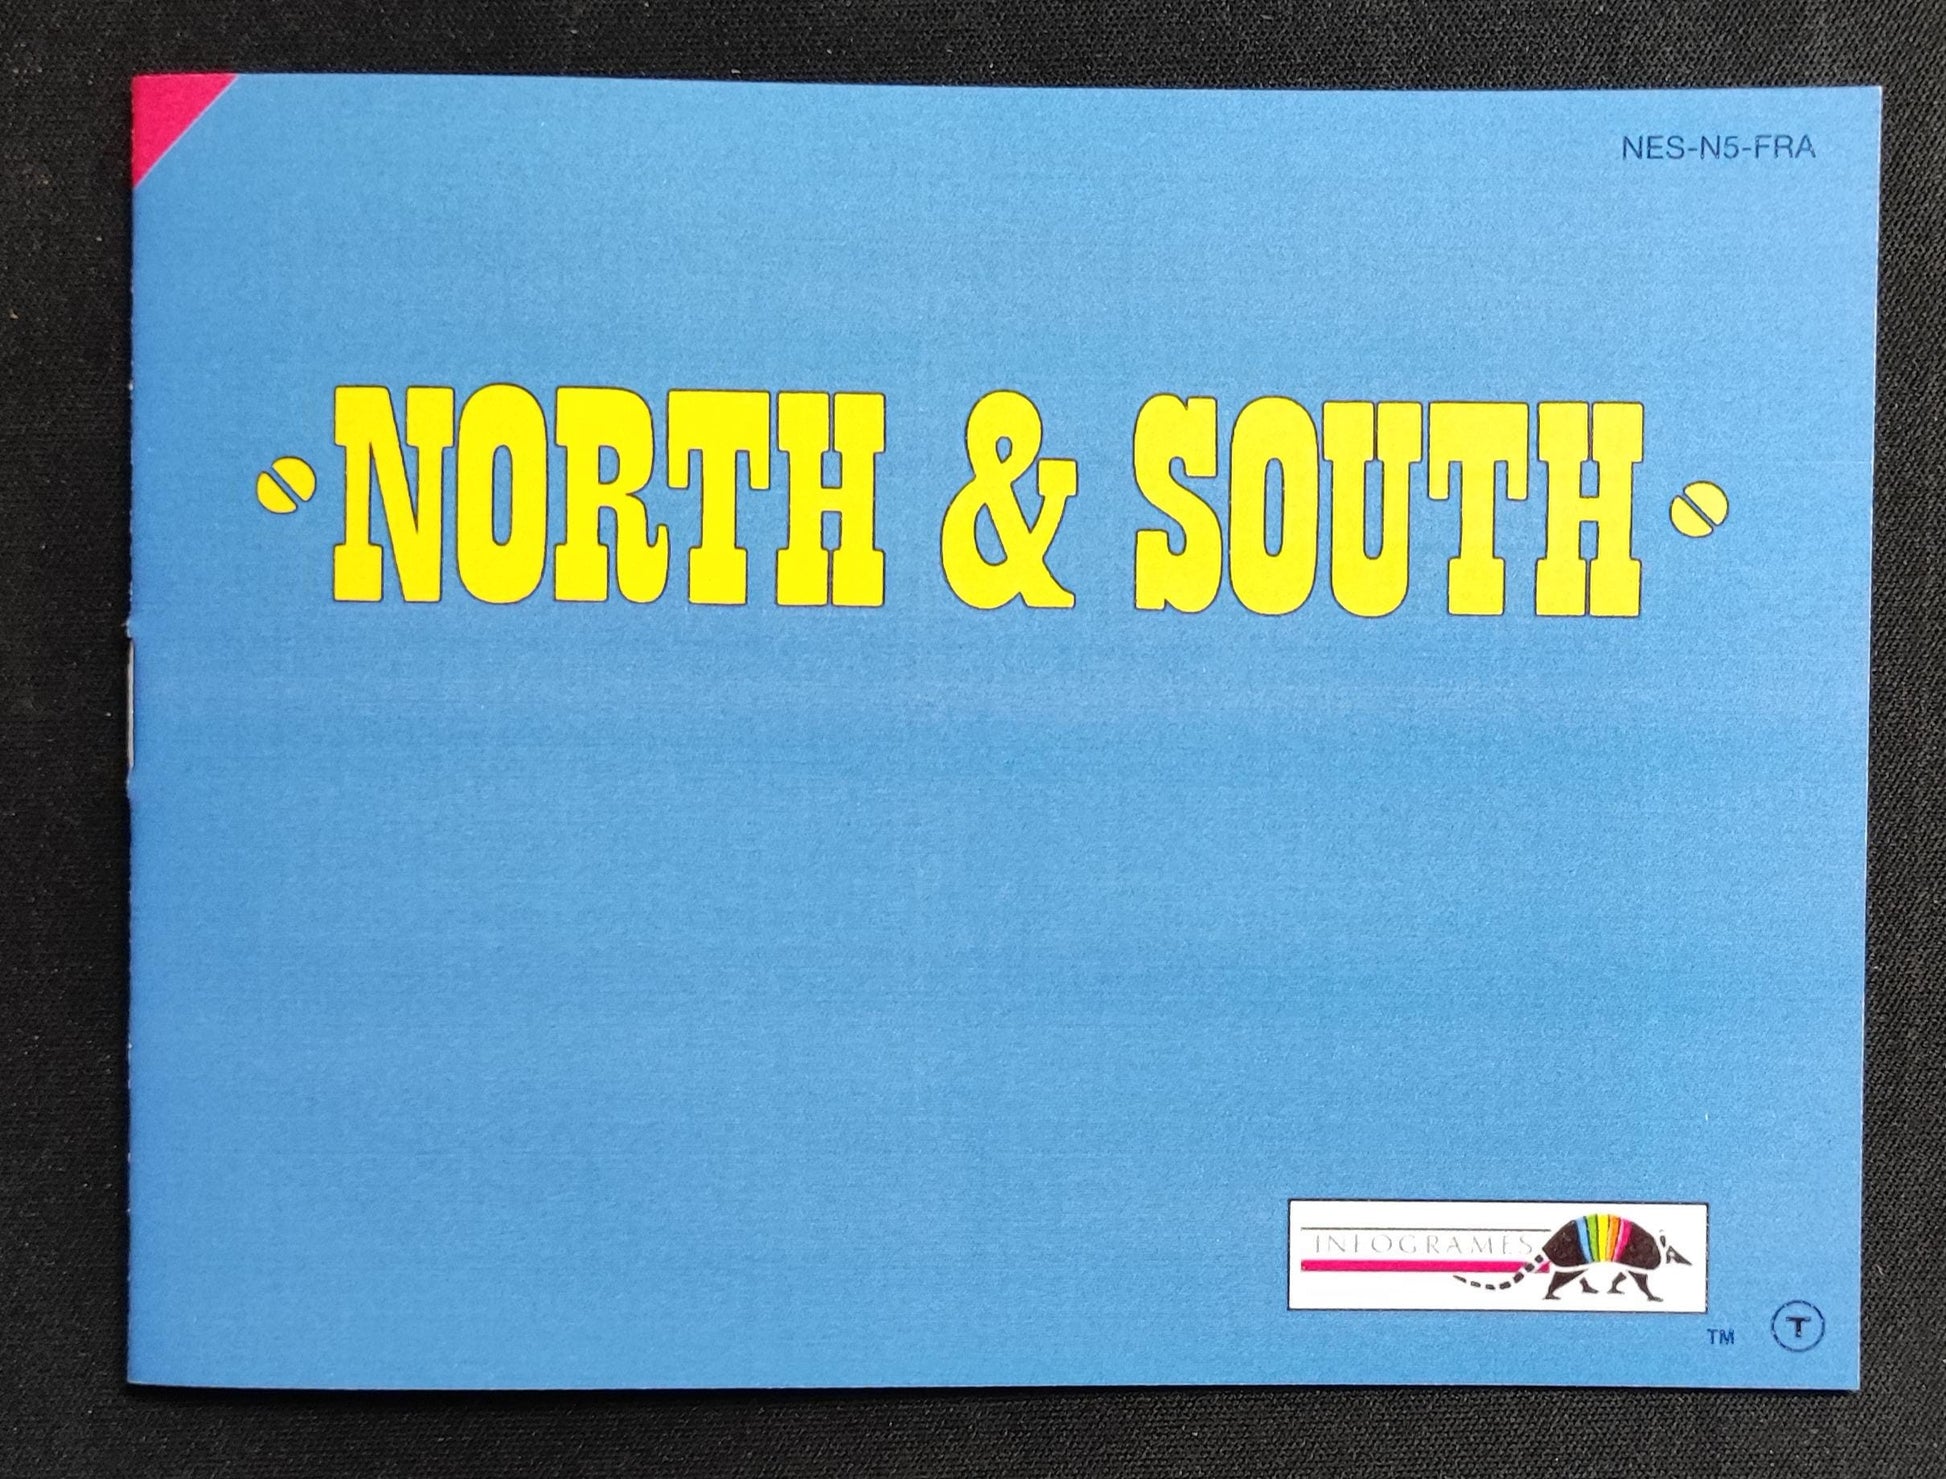 NES-N5-FRA
NORTH & SOUTH
INFOGRAMES
TM
T